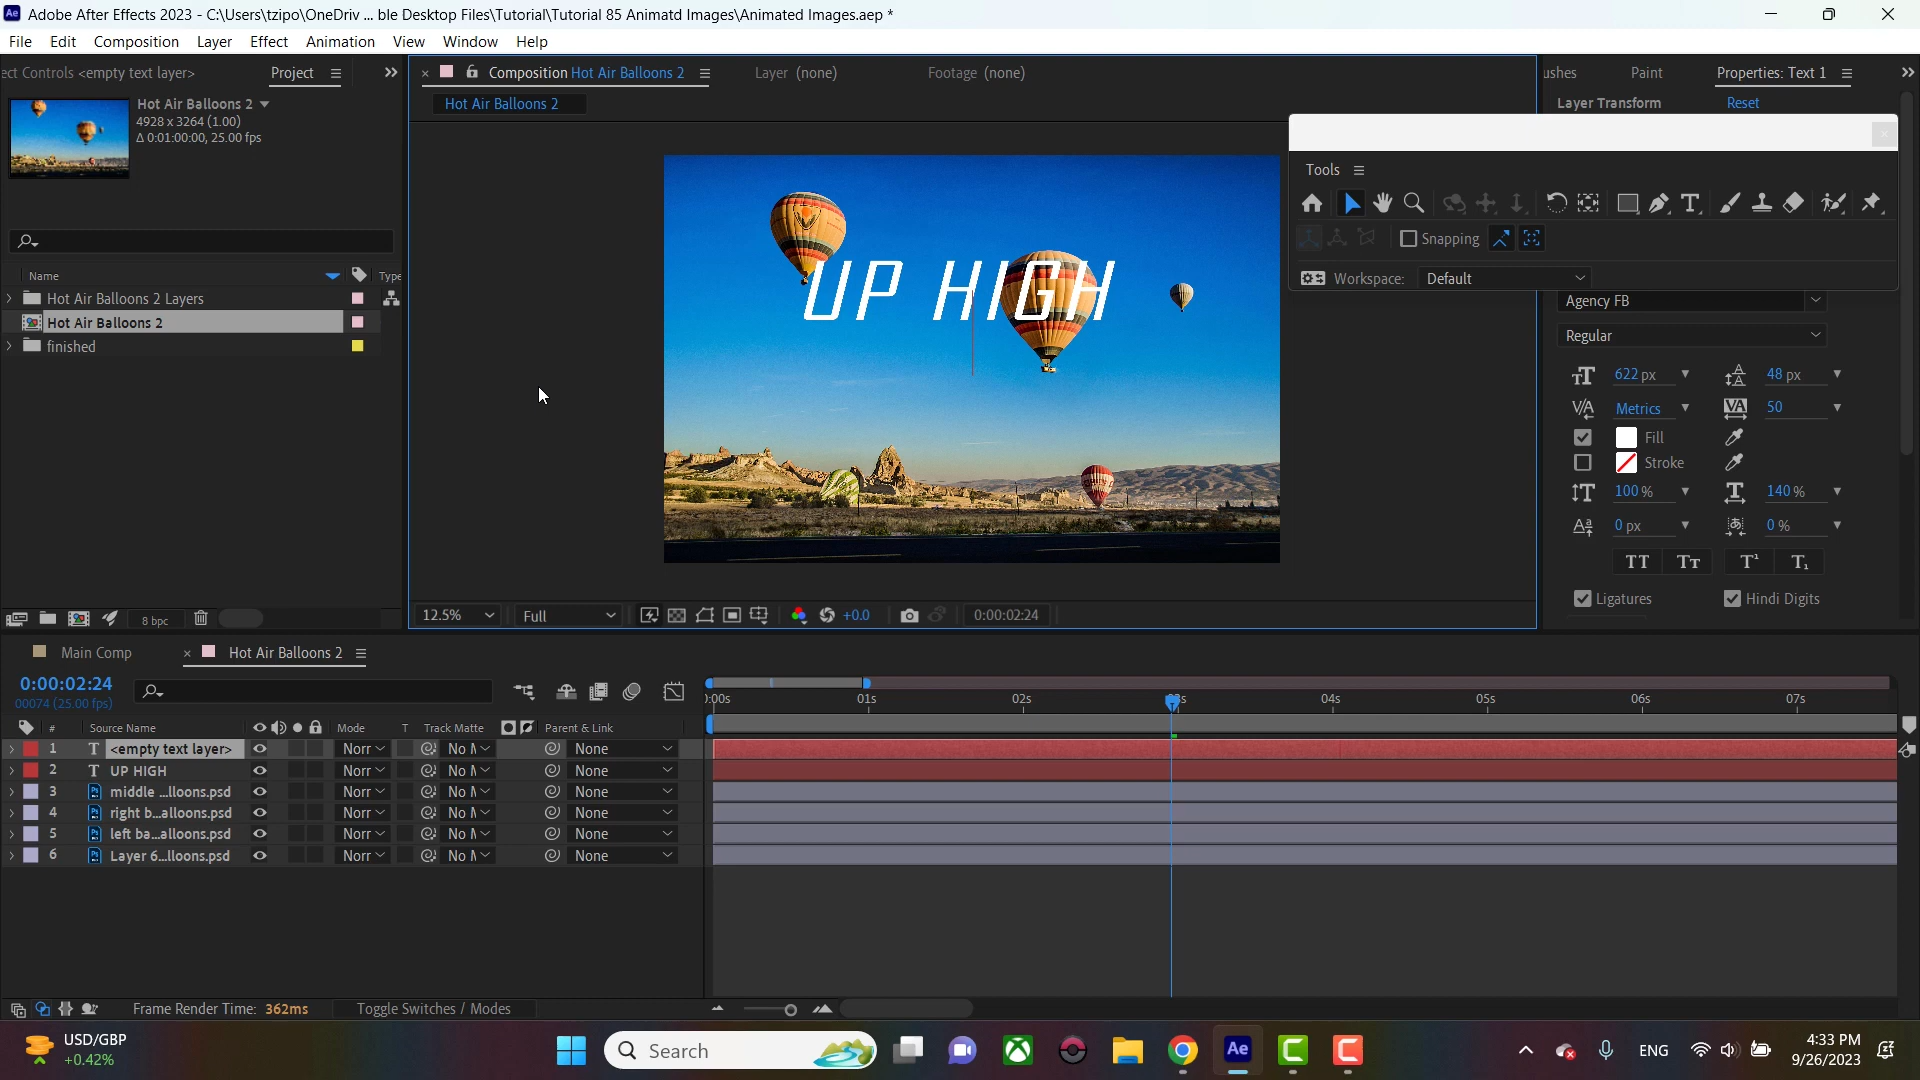 Adobe After Effects 2023 - C:\Users\tzipo\OneDriv ... ble Desktop Files\Tutorial\Tutorial 85 Animatd Images\Animated Images.aep *
File Edit Composition Layer Effect Animation View Window Help
ect Controls <empty text layer> Project
Composition Hot Air Balloons 2 Layer (none) Footage (none)
ushes Paint Properties: Text 1
Hot Air Balloons 2
4928 x 3264 (1.00)
Δ 0:01:00:00, 25.00 fps
Hot Air Balloons 2
Layer Transform Reset
Tools
Snapping
Workspace: Default
Name Type
Hot Air Balloons 2 Layers
Hot Air Balloons 2
finished
UP HIGH
Agency FB
Regular
622 px 48 px
Metrics 50
Fill
Stroke
100 % 140 %
0 px 0 %
TT Tт T¹ T₁
Ligatures Hindi Digits
8 bpc
12.5% Full +0.0 0:00:02:24
Main Comp Hot Air Balloons 2
0:00:02:24
00074 (25.00 fps)
):00s 01s 02s 3s 04s 05s 06s 07s
# Source Name Mode T Track Matte Parent & Link
1 T <empty text layer> Norr No M None
2 T UP HIGH Norr No M None
3 middle ...lloons.psd Norr No M None
4 right b...alloons.psd Norr No M None
5 left ba...alloons.psd Norr No M None
6 Layer 6...lloons.psd Norr No M None
Frame Render Time: 362ms Toggle Switches / Modes
USD/GBP
+0.42%
Search
Ae
ENG
4:33 PM
9/26/2023